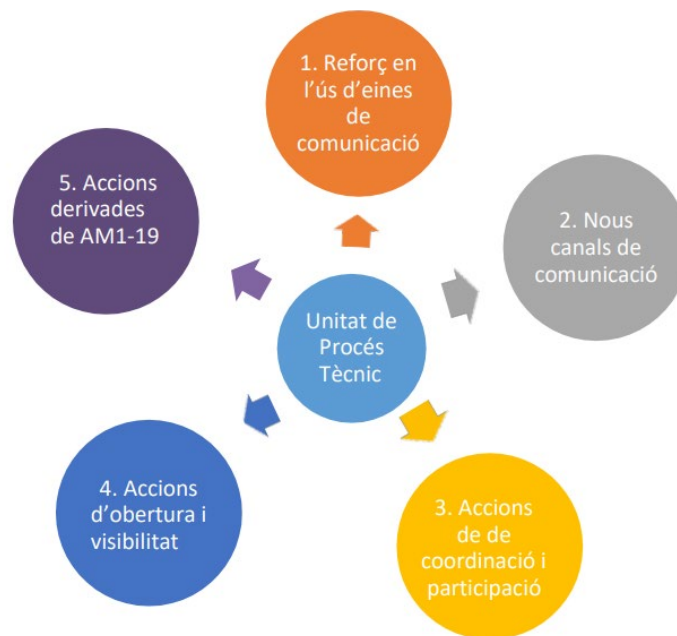 1. Reforç en
l'ús d'eines
de
comunicació
2. Nous
canals de
comunicació
3. Accions
de de
coordinació i
participació
4. Accions
d'obertura i
visibilitat
5. Accions
derivades
de AM1-19
Unitat de
Procés
Tècnic